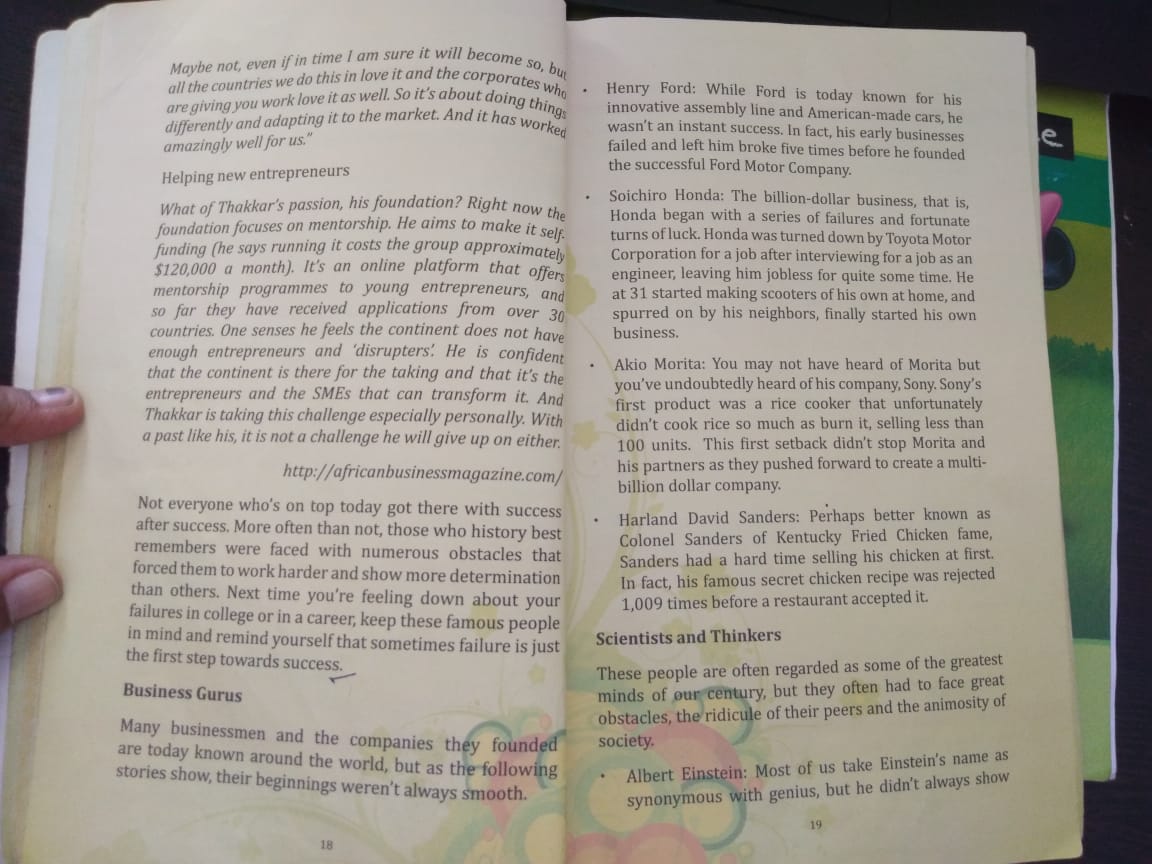 Maybe not, even if in time I am sure it will become so, but
all the countries we do this in love it and the corporates who
are giving you work love it as well. So it's about doing things
differently and adapting it to the market. And it has worked
amazingly well for us."
Helping new entrepreneurs
What of Thakkar's passion, his foundation? Right now the
foundation focuses on mentorship. He aims to make it self-
funding (he says running it costs the group approximately
$120,000 a month). It's an online platform that offers
mentorship programmes to young entrepreneurs, and
so far they have received applications from over 30
countries. One senses he feels the continent does not have
enough entrepreneurs and 'disrupters'. He is confident
that the continent is there for the taking and that it's the
entrepreneurs and the SMEs that can transform it. And
Thakkar is taking this challenge especially personally. With
a past like his, it is not a challenge he will give up on either.
http://africanbusinessmagazine.com/
Not everyone who's on top today got there with success
after success. More often than not, those who history best
remembers were faced with numerous obstacles that
forced them to work harder and show more determination
than others. Next time you're feeling down about your
failures in college or in a career, keep these famous people
in mind and remind yourself that sometimes failure is just
the first step towards success.
Business Gurus
Many businessmen and the companies they founded
are today known around the world, but as the following
stories show, their beginnings weren't always smooth.
18
• Henry Ford: While Ford is today known for his
innovative assembly line and American-made cars, he
wasn't an instant success. In fact, his early businesses
failed and left him broke five times before he founded
the successful Ford Motor Company.
• Soichiro Honda: The billion-dollar business, that is,
Honda began with a series of failures and fortunate
turns of luck. Honda was turned down by Toyota Motor
Corporation for a job after interviewing for a job as an
engineer, leaving him jobless for quite some time. He
at 31 started making scooters of his own at home, and
spurred on by his neighbors, finally started his own
business.
• Akio Morita: You may not have heard of Morita but
you've undoubtedly heard of his company, Sony. Sony's
first product was a rice cooker that unfortunately
didn't cook rice so much as burn it, selling less than
100 units. This first setback didn't stop Morita and
his partners as they pushed forward to create a multi-
billion dollar company.
• Harland David Sanders: Perhaps better known as
Colonel Sanders of Kentucky Fried Chicken fame,
Sanders had a hard time selling his chicken at first.
In fact, his famous secret chicken recipe was rejected
1,009 times before a restaurant accepted it.
Scientists and Thinkers
These people are often regarded as some of the greatest
minds of our century, but they often had to face great
obstacles, the ridicule of their peers and the animosity of
society.
• Albert Einstein: Most of us take Einstein's name as
synonymous with genius, but he didn't always show
19